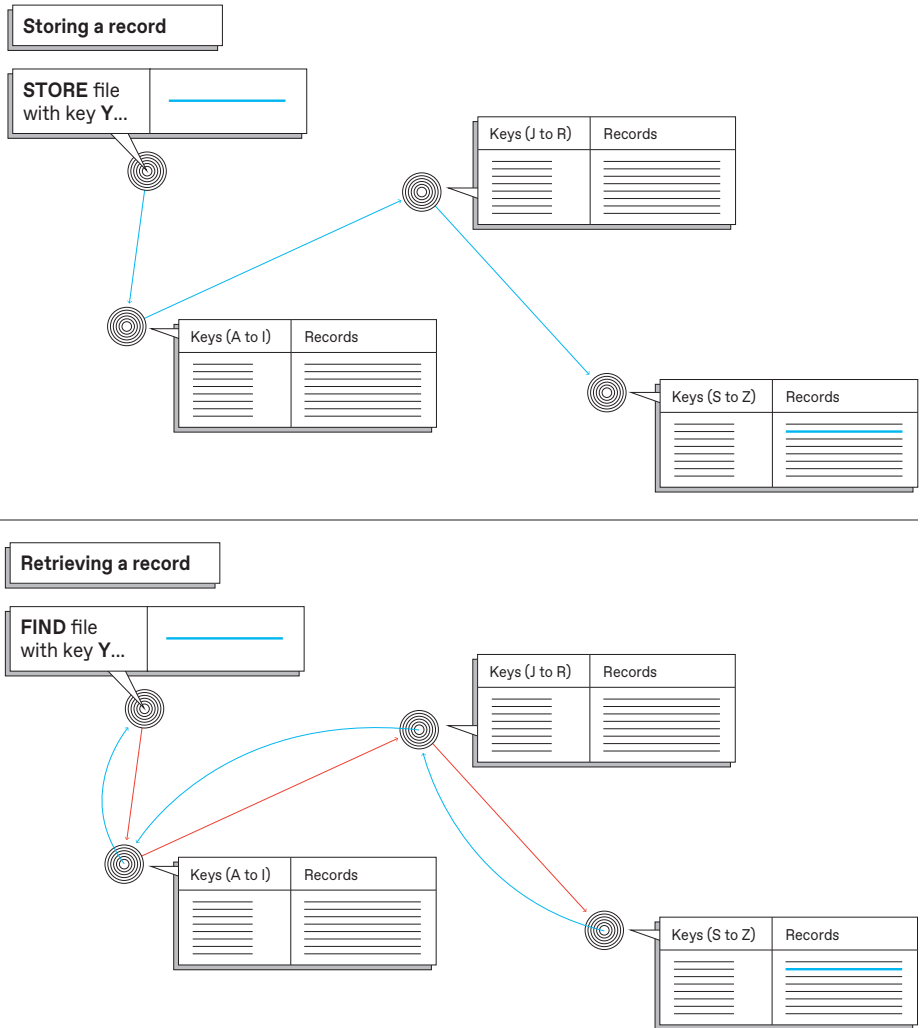 Storing a record
STORE file
with key Y...
Keys (J to R) Records
Keys (A to I) Records
Keys (S to Z) Records
Retrieving a record
FIND file
with key Y...
Keys (J to R) Records
Keys (A to I) Records
Keys (S to Z) Records